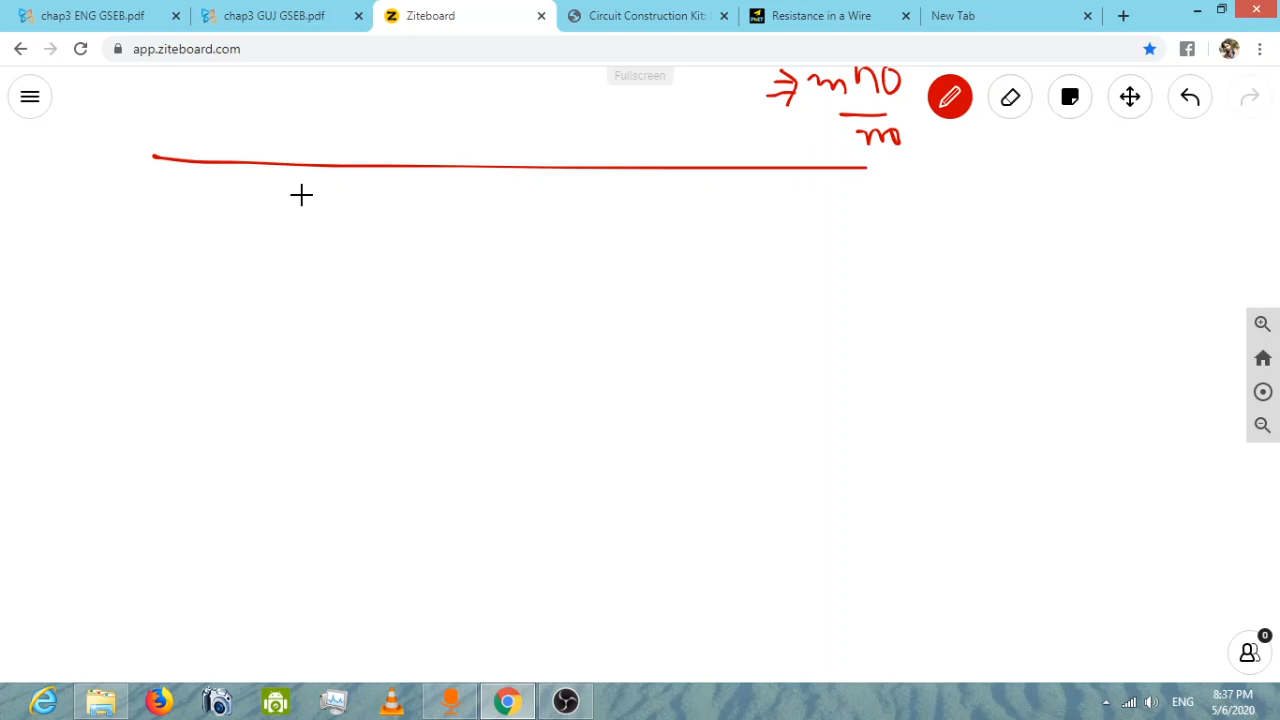 chap3 ENG GSEB.pdf
chap3 GUJ GSEB.pdf
Ziteboard
Circuit Construction Kit:
Resistance in a Wire
New Tab
app.ziteboard.com
Fullscreen
0
ENG
8:37 PM
5/6/2020